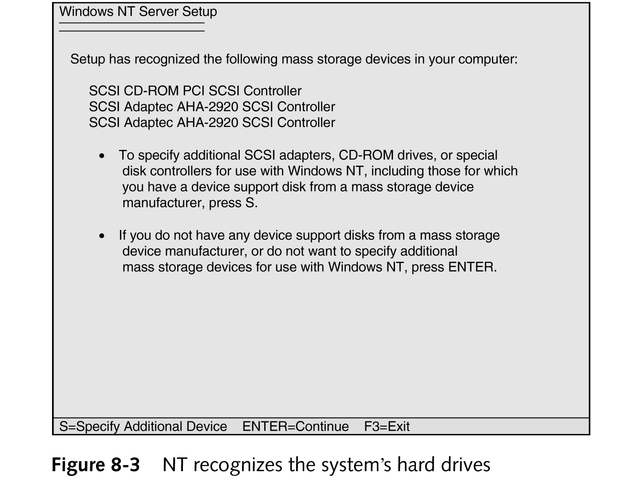 Windows NT Server Setup
Setup has recognized the following mass storage devices in your computer:
SCSI CD-ROM PCI SCSI Controller
SCSI Adaptec AHA-2920 SCSI Controller
SCSI Adaptec AHA-2920 SCSI Controller
• To specify additional SCSI adapters, CD-ROM drives, or special
disk controllers for use with Windows NT, including those for which
you have a device support disk from a mass storage device
manufacturer, press S.
• If you do not have any device support disks from a mass storage
device manufacturer, or do not want to specify additional
mass storage devices for use with Windows NT, press ENTER.
S=Specify Additional Device ENTER=Continue F3=Exit
Figure 8-3 NT recognizes the system's hard drives